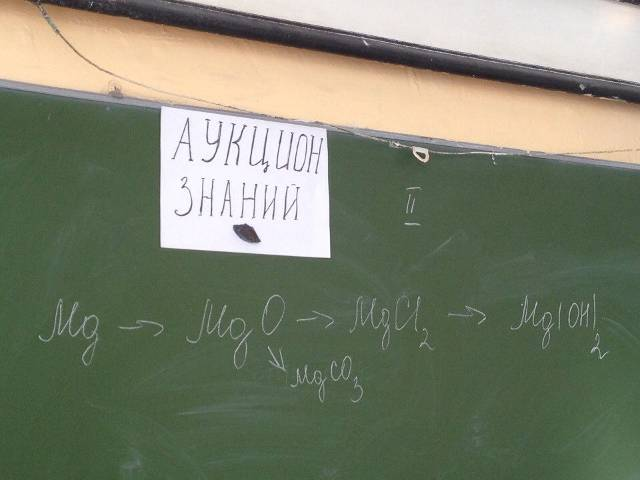 АУКЦИОН
ЗНАНИЙ
II
Mg → MgO → MgCl₂ → Mg(OH)₂
↘ MgCO₃